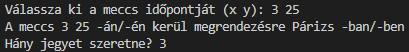 Válassza ki a meccs időpontját (x y): 3 25
A meccs 3 25 -án/-én kerül megrendezésre Párizs -ban/-ben
Hány jegyet szeretne? 3